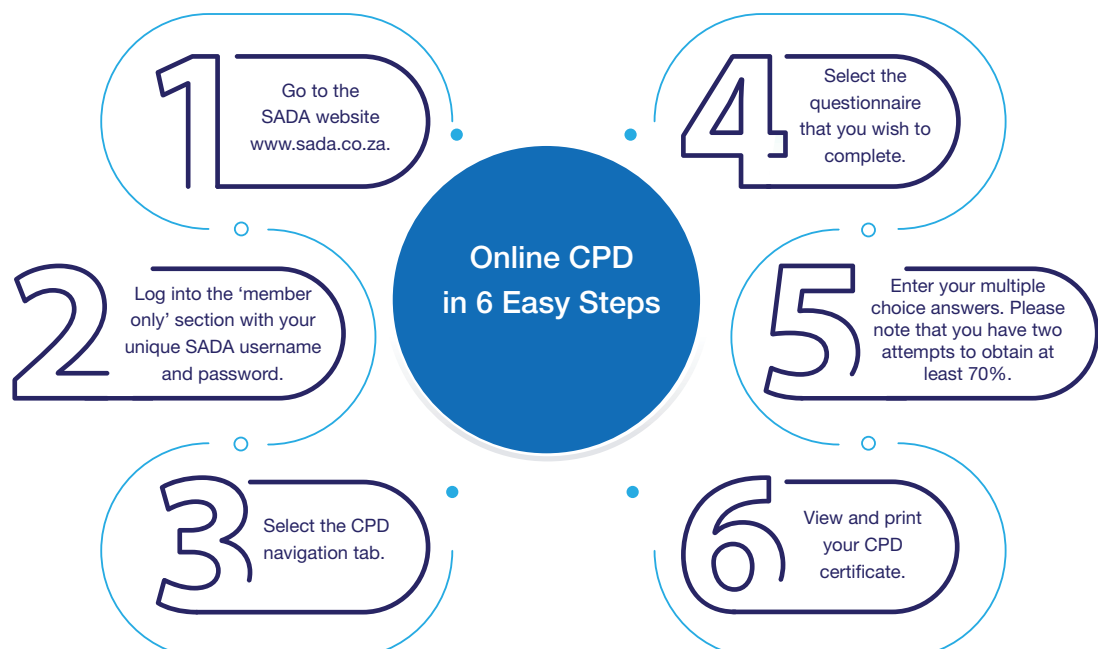 Online CPD
in 6 Easy Steps
1
Go to the
SADA website
www.sada.co.za.
2
Log into the ‘member
only’ section with your
unique SADA username
and password.
3
Select the CPD
navigation tab.
4
Select the
questionnaire
that you wish to
complete.
5
Enter your multiple
choice answers. Please
note that you have two
attempts to obtain at
least 70%.
6
View and print
your CPD
certificate.